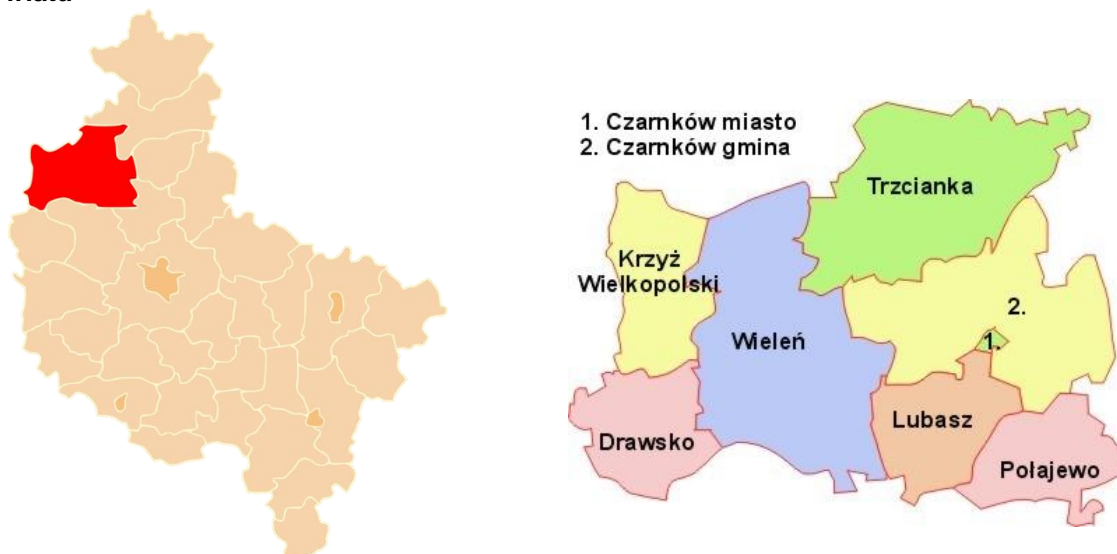 1. Czarnków miasto
2. Czarnków gmina
Trzcianka
Krzyż
Wielkopolski
2.
Wieleń
1.
Lubasz
Drawsko
Połajewo